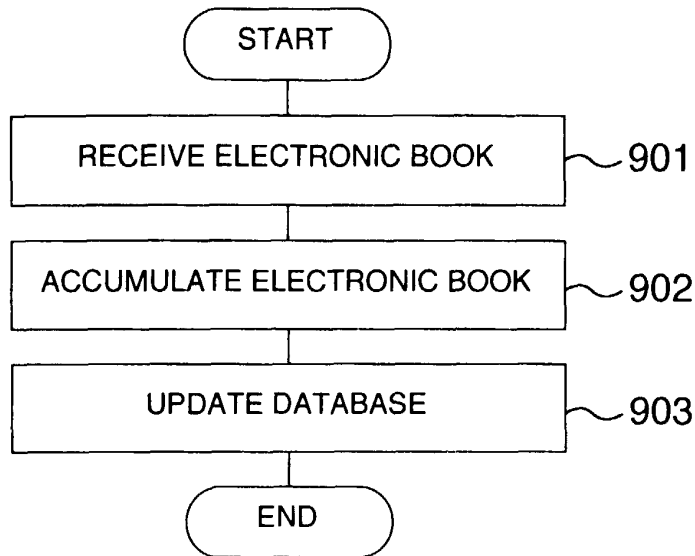 START
RECEIVE ELECTRONIC BOOK
901
ACCUMULATE ELECTRONIC BOOK
902
UPDATE DATABASE
903
END